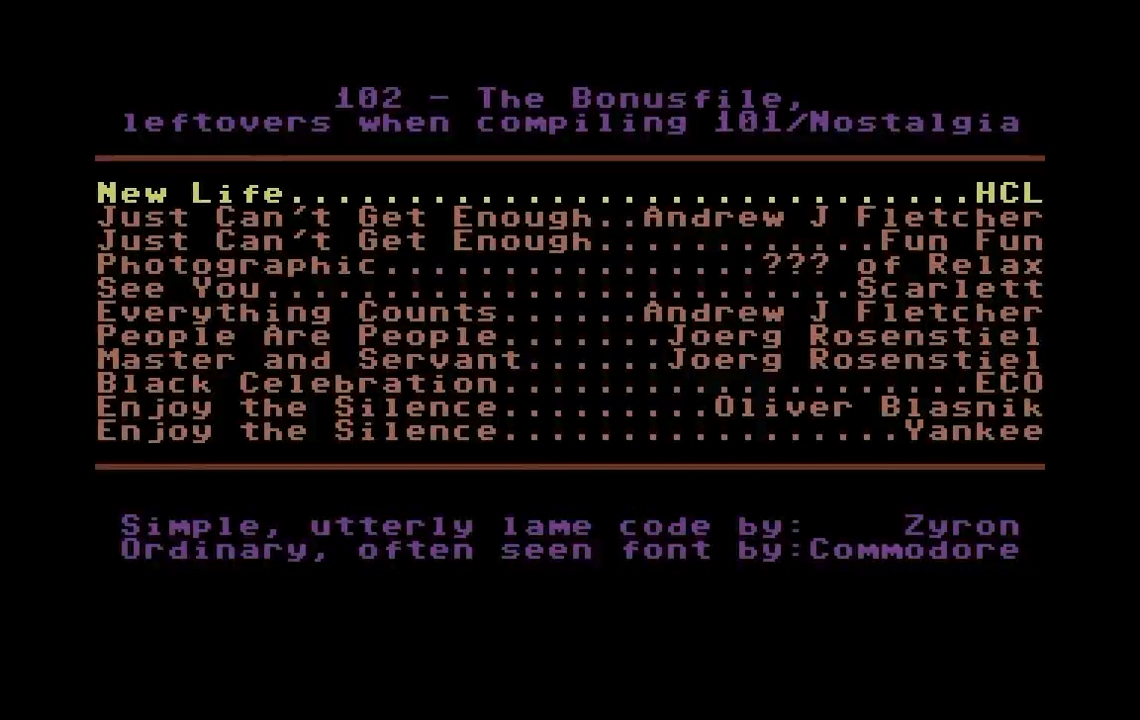 102 - The Bonusfile,
leftovers when compiling 101/Nostalgia
New Life.............................HCL
Just Can't Get Enough..Andrew J Fletcher
Just Can't Get Enough............Fun Fun
Photographic................??? of Relax
See You.........................Scarlett
Everything Counts......Andrew J Fletcher
People Are People.......Joerg Rosenstiel
Master and Servant......Joerg Rosenstiel
Black Celebration....................ECO
Enjoy the Silence.........Oliver Blasnik
Enjoy the Silence.................Yankee
Simple, utterly lame code by:    Zyron
Ordinary, often seen font by:Commodore